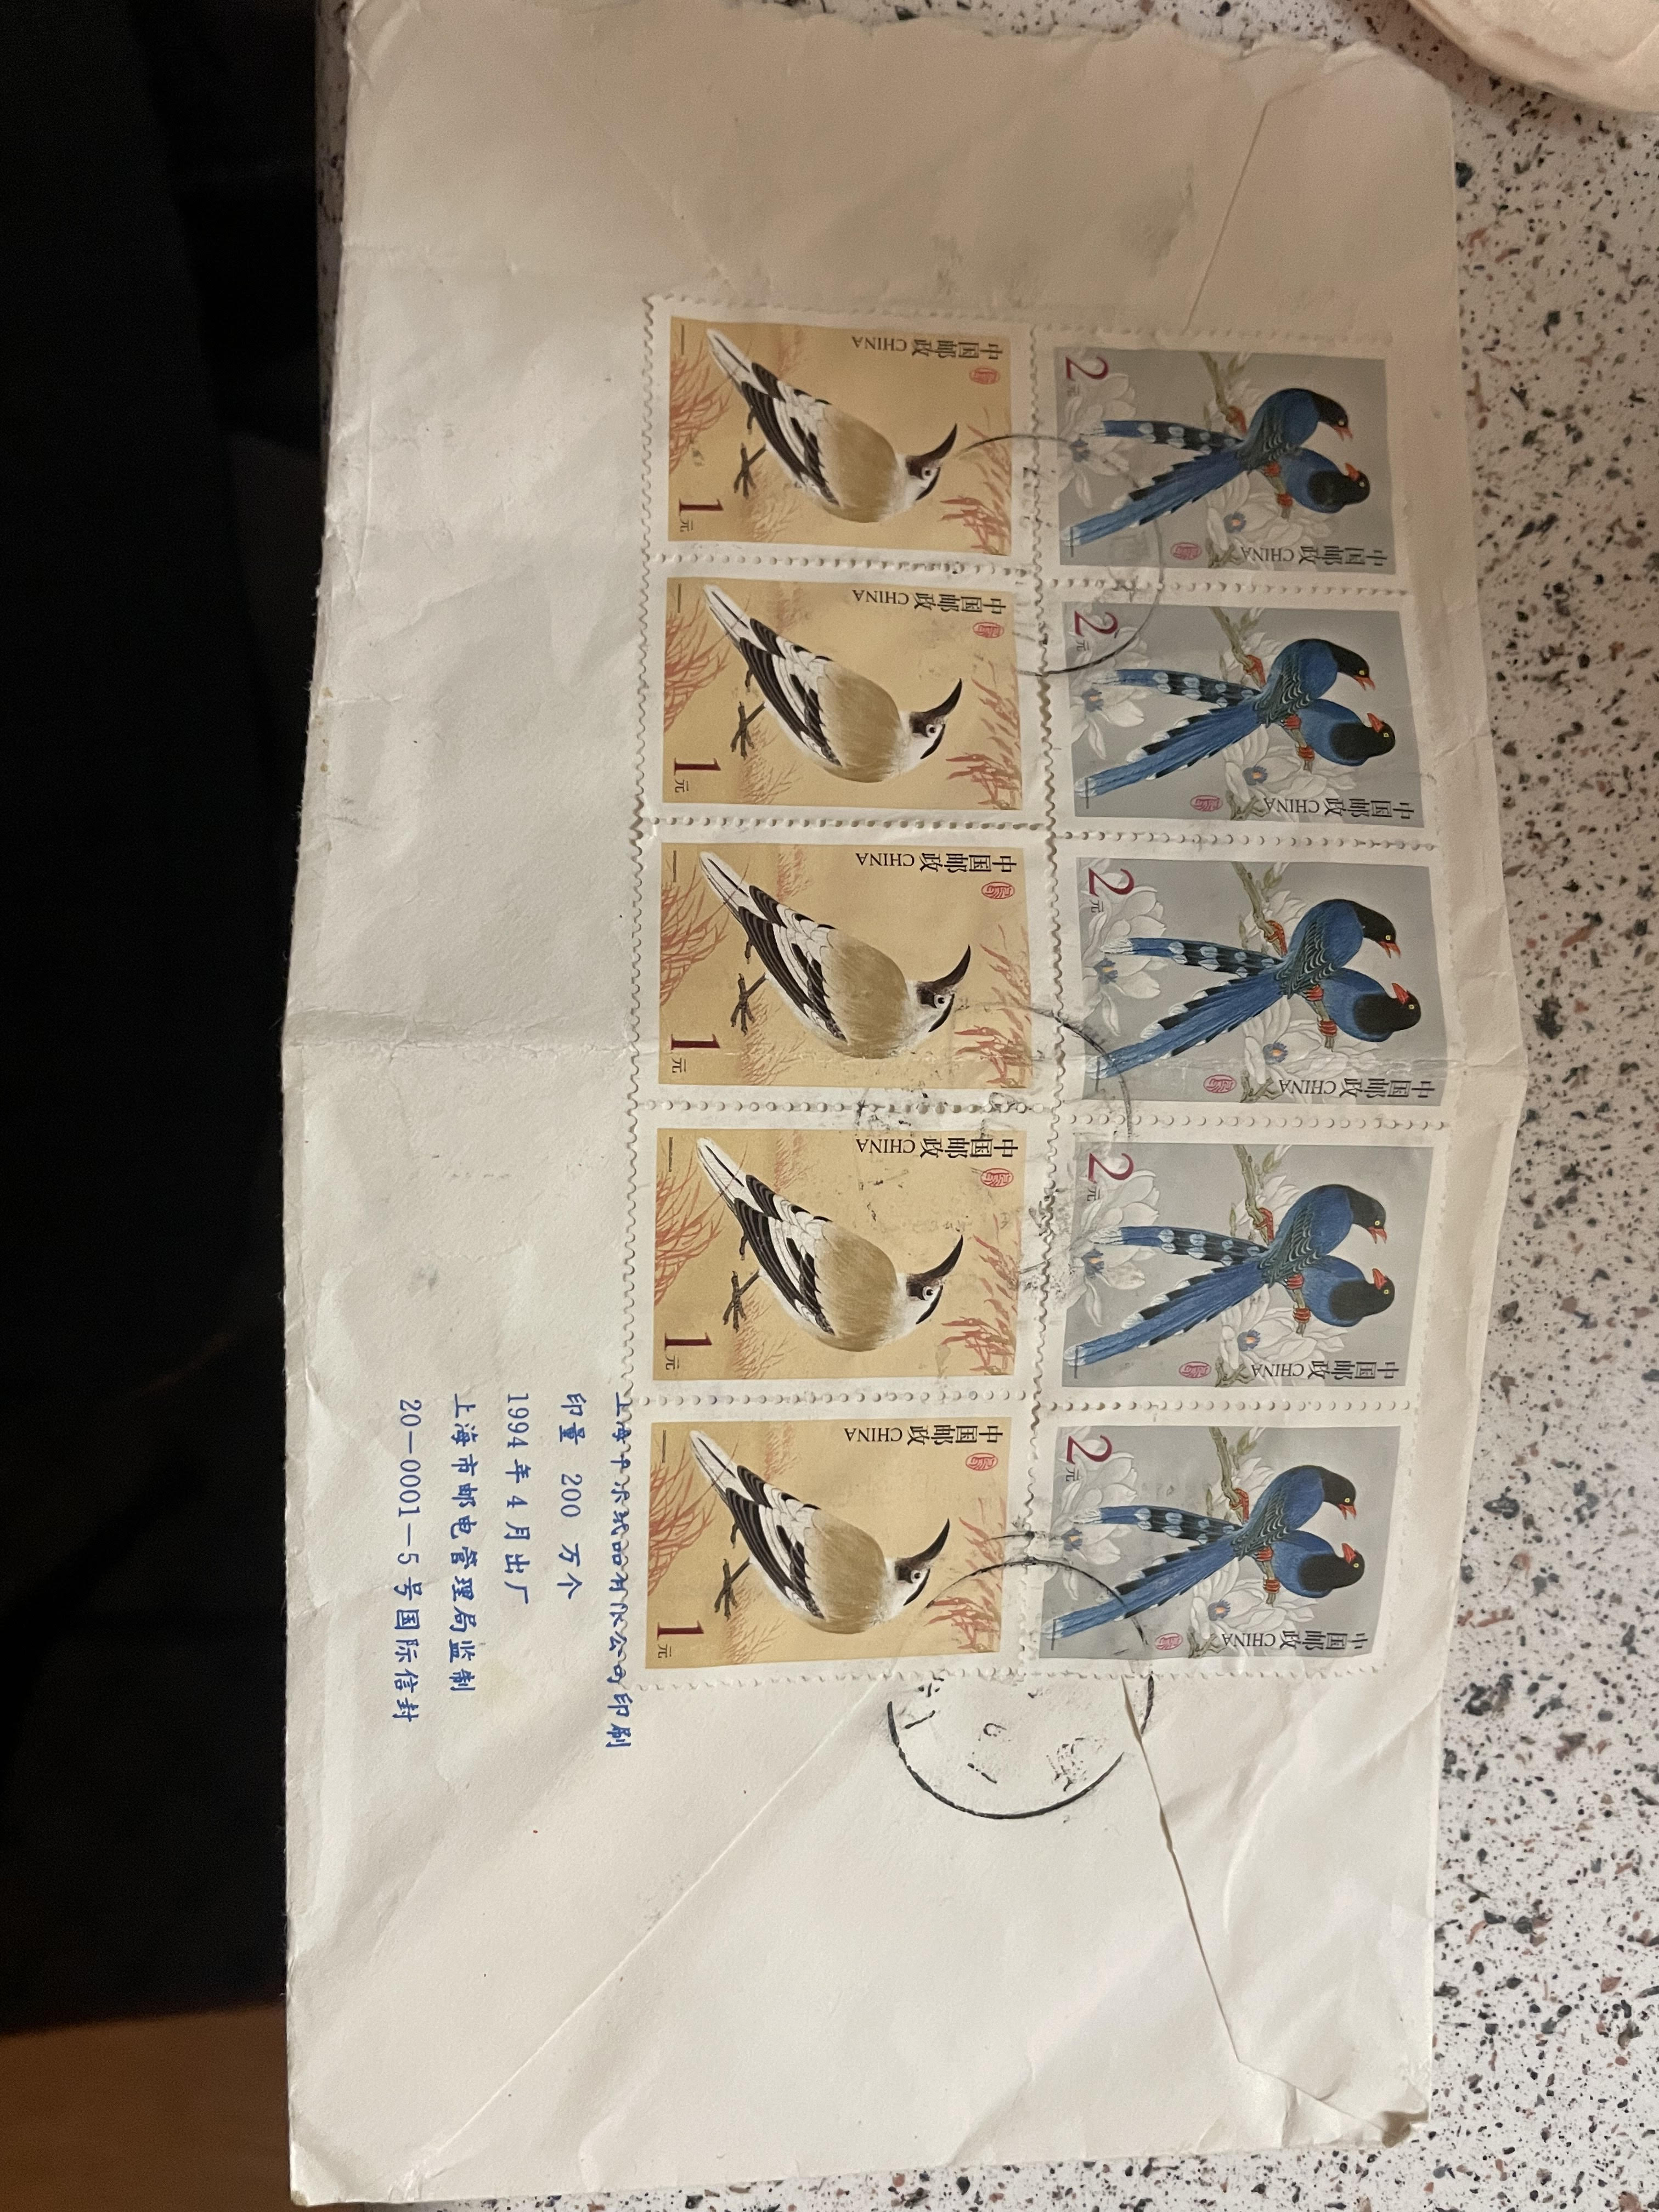 2元
中国邮政 CHINA
2元
中国邮政 CHINA
2元
中国邮政 CHINA
2元
中国邮政 CHINA
2元
中国邮政 CHINA
中国邮政 CHINA
1元
中国邮政 CHINA
1元
中国邮政 CHINA
1元
中国邮政 CHINA
1元
中国邮政 CHINA
1元
上海中 纸品有限公司印刷
印量 200 万个
1994年4月出厂
上海市邮电管理局监制
20—0001—5号国际信封